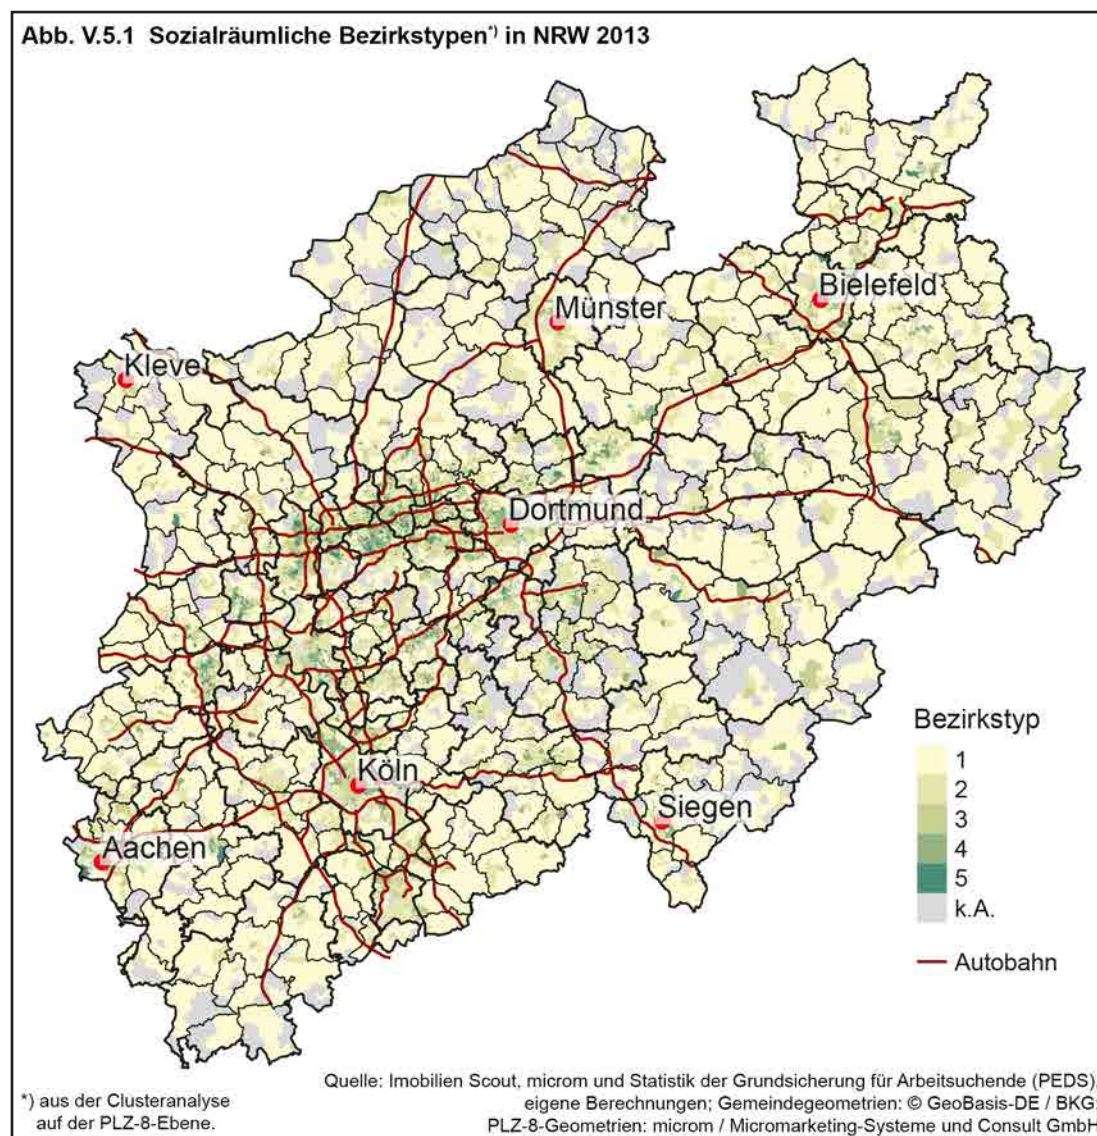 Abb. V.5.1 Sozialräumliche Bezirkstypen*) in NRW 2013
Bielefeld
Münster
Kleve
Dortmund
Bezirkstyp
1
2
3
4
5
k.A.
Autobahn
Köln
Siegen
Aachen
*) aus der Clusteranalyse
auf der PLZ-8-Ebene.
Quelle: Imobilien Scout, microm und Statistik der Grundsicherung für Arbeitsuchende (PEDS),
eigene Berechnungen; Gemeindegeometrien: © GeoBasis-DE / BKG;
PLZ-8-Geometrien: microm / Micromarketing-Systeme und Consult GmbH